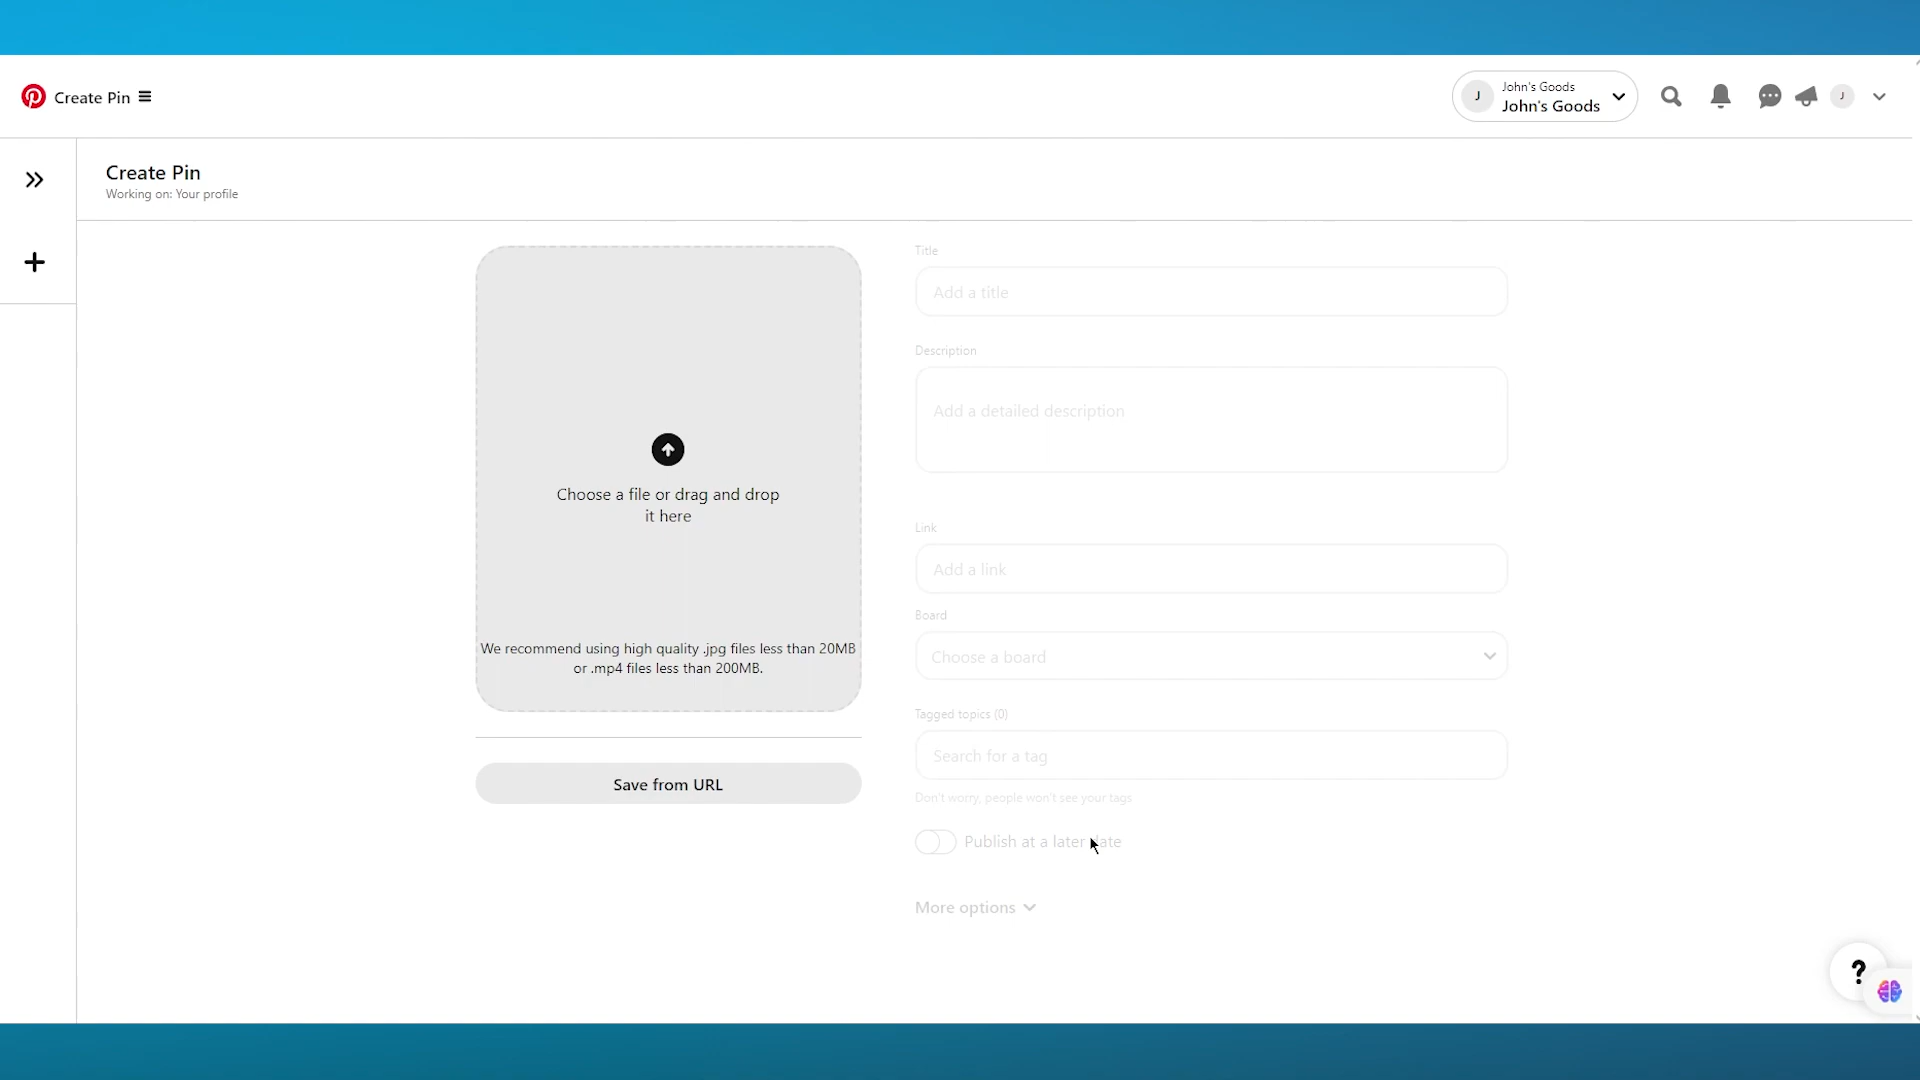 Create Pin
John's Goods
J
John's Goods
J
Create Pin
Working on: Your profile
Title
Add a title
Description
Add a detailed description
Choose a file or drag and drop
it here
Link
Add a link
Board
We recommend using high quality .jpg files less than 20MB
or .mp4 files less than 200MB.
Choose a board
Tagged topics (0)
Search for a tag
Save from URL
Don't worry, people won't see your tags
Publish at a later date
More options
?